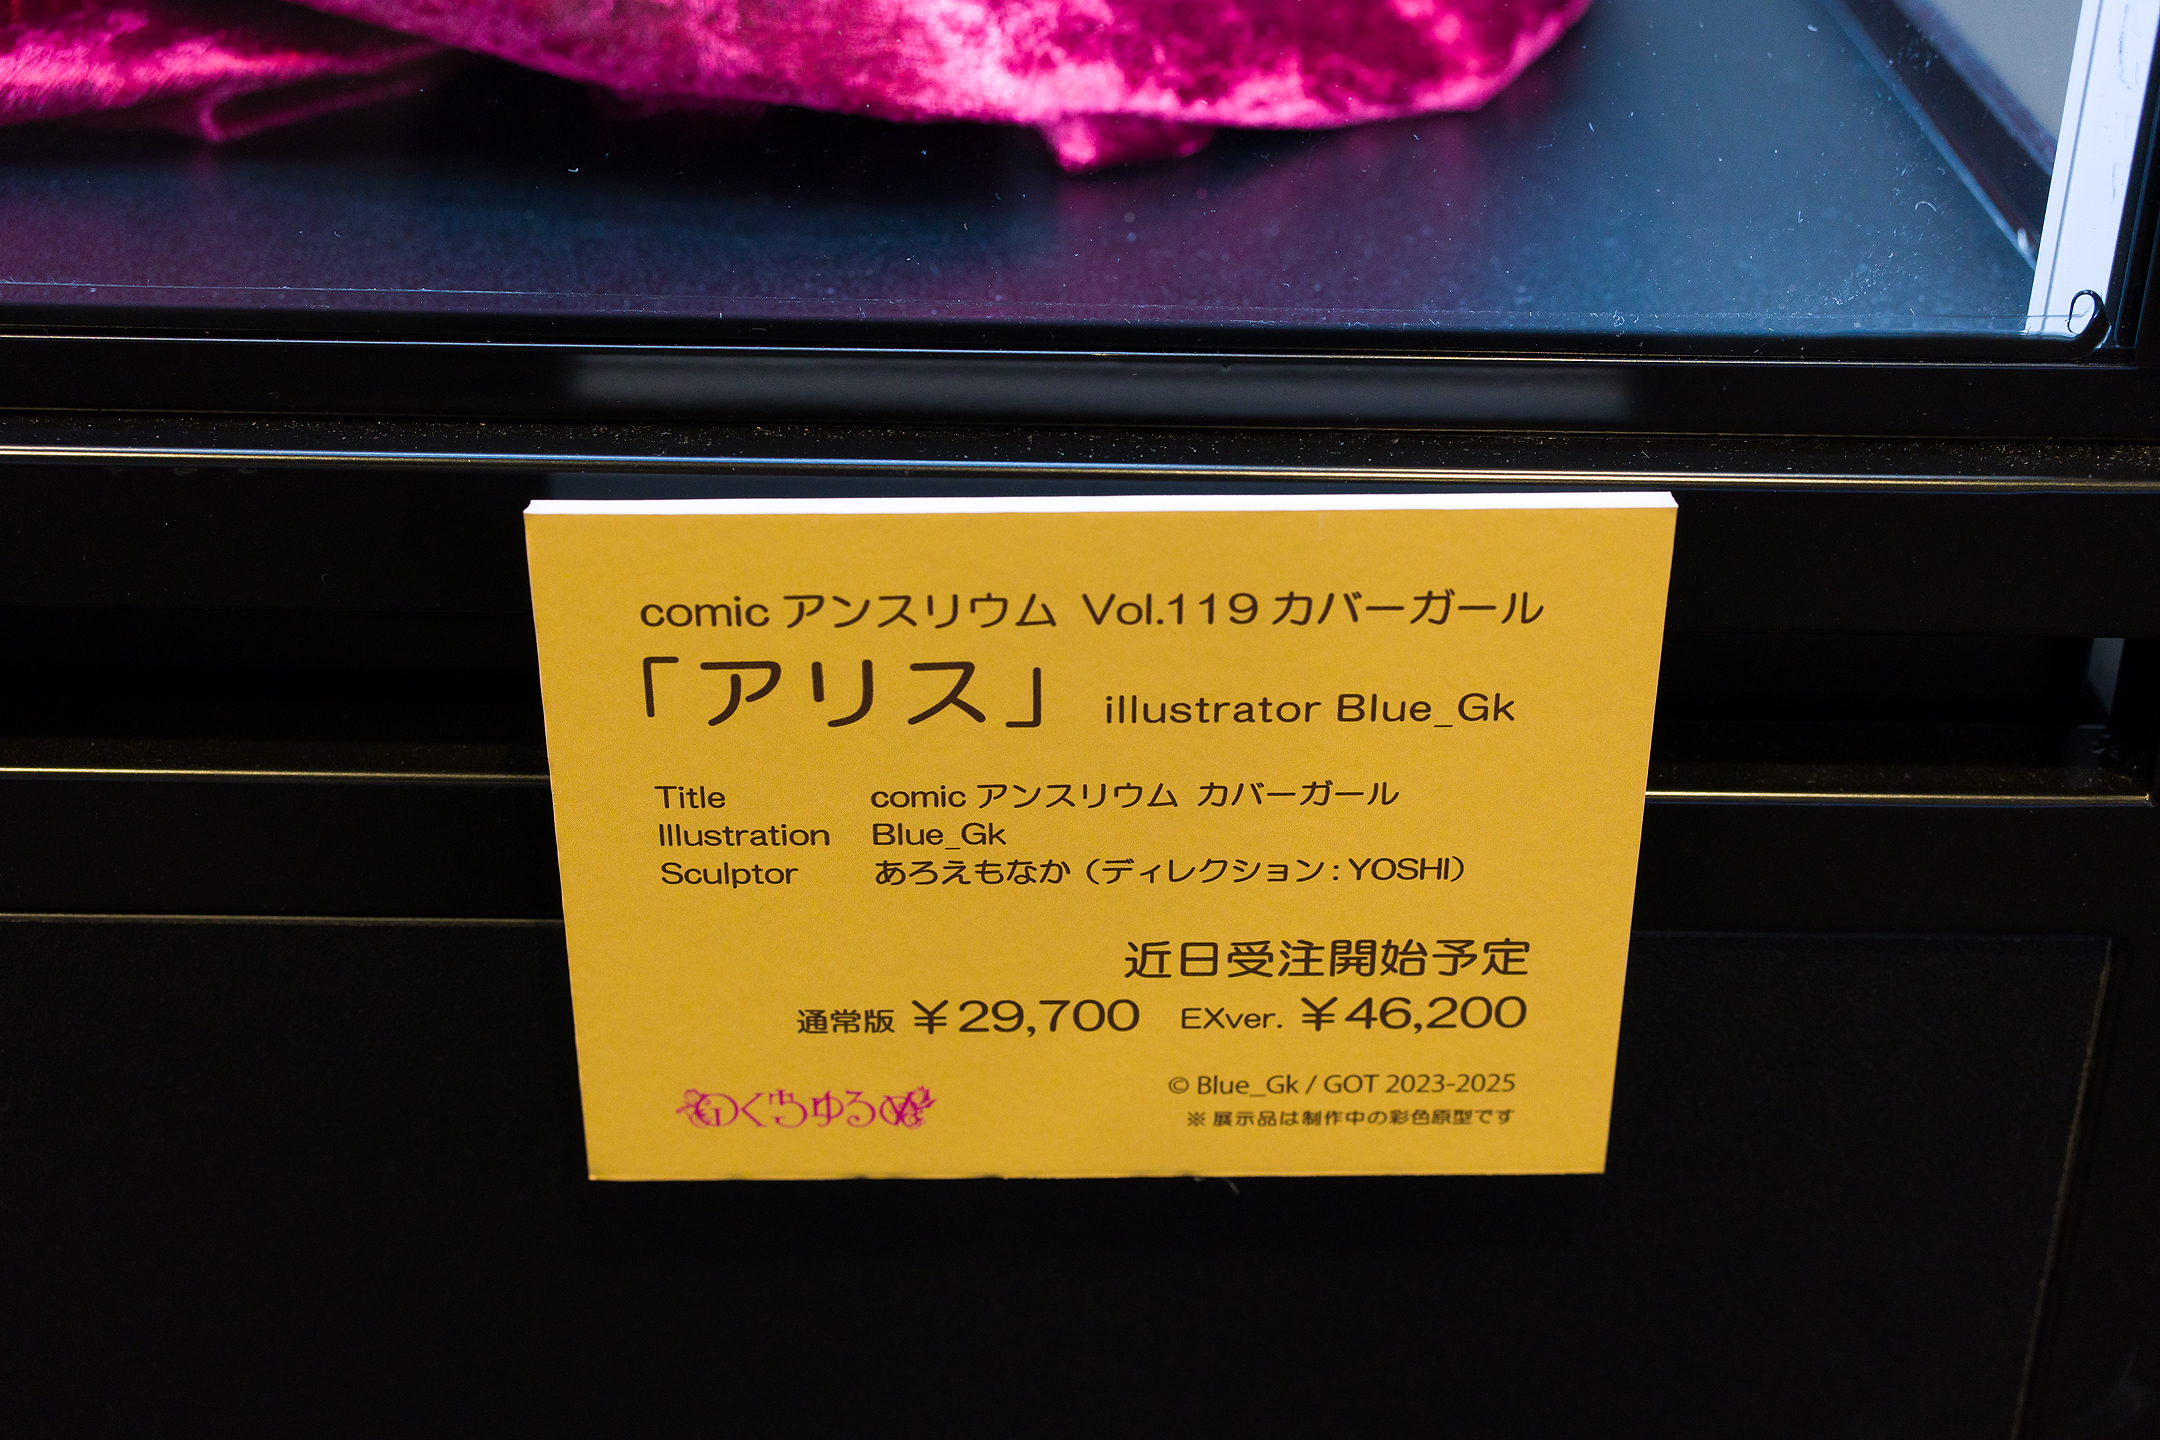 comic アンスリウム Vol.119 カバーガール
「アリス」 illustrator Blue_Gk
Title comic アンスリウム カバーガール
Illustration Blue_Gk
Sculptor あろえもなか（ディレクション：YOSHI）
近日受注開始予定
通常版 ￥29,700 EXver. ￥46,200
© Blue_Gk / GOT 2023-2025
のくちゅるぬ
※ 展示品は制作中の彩色原型です